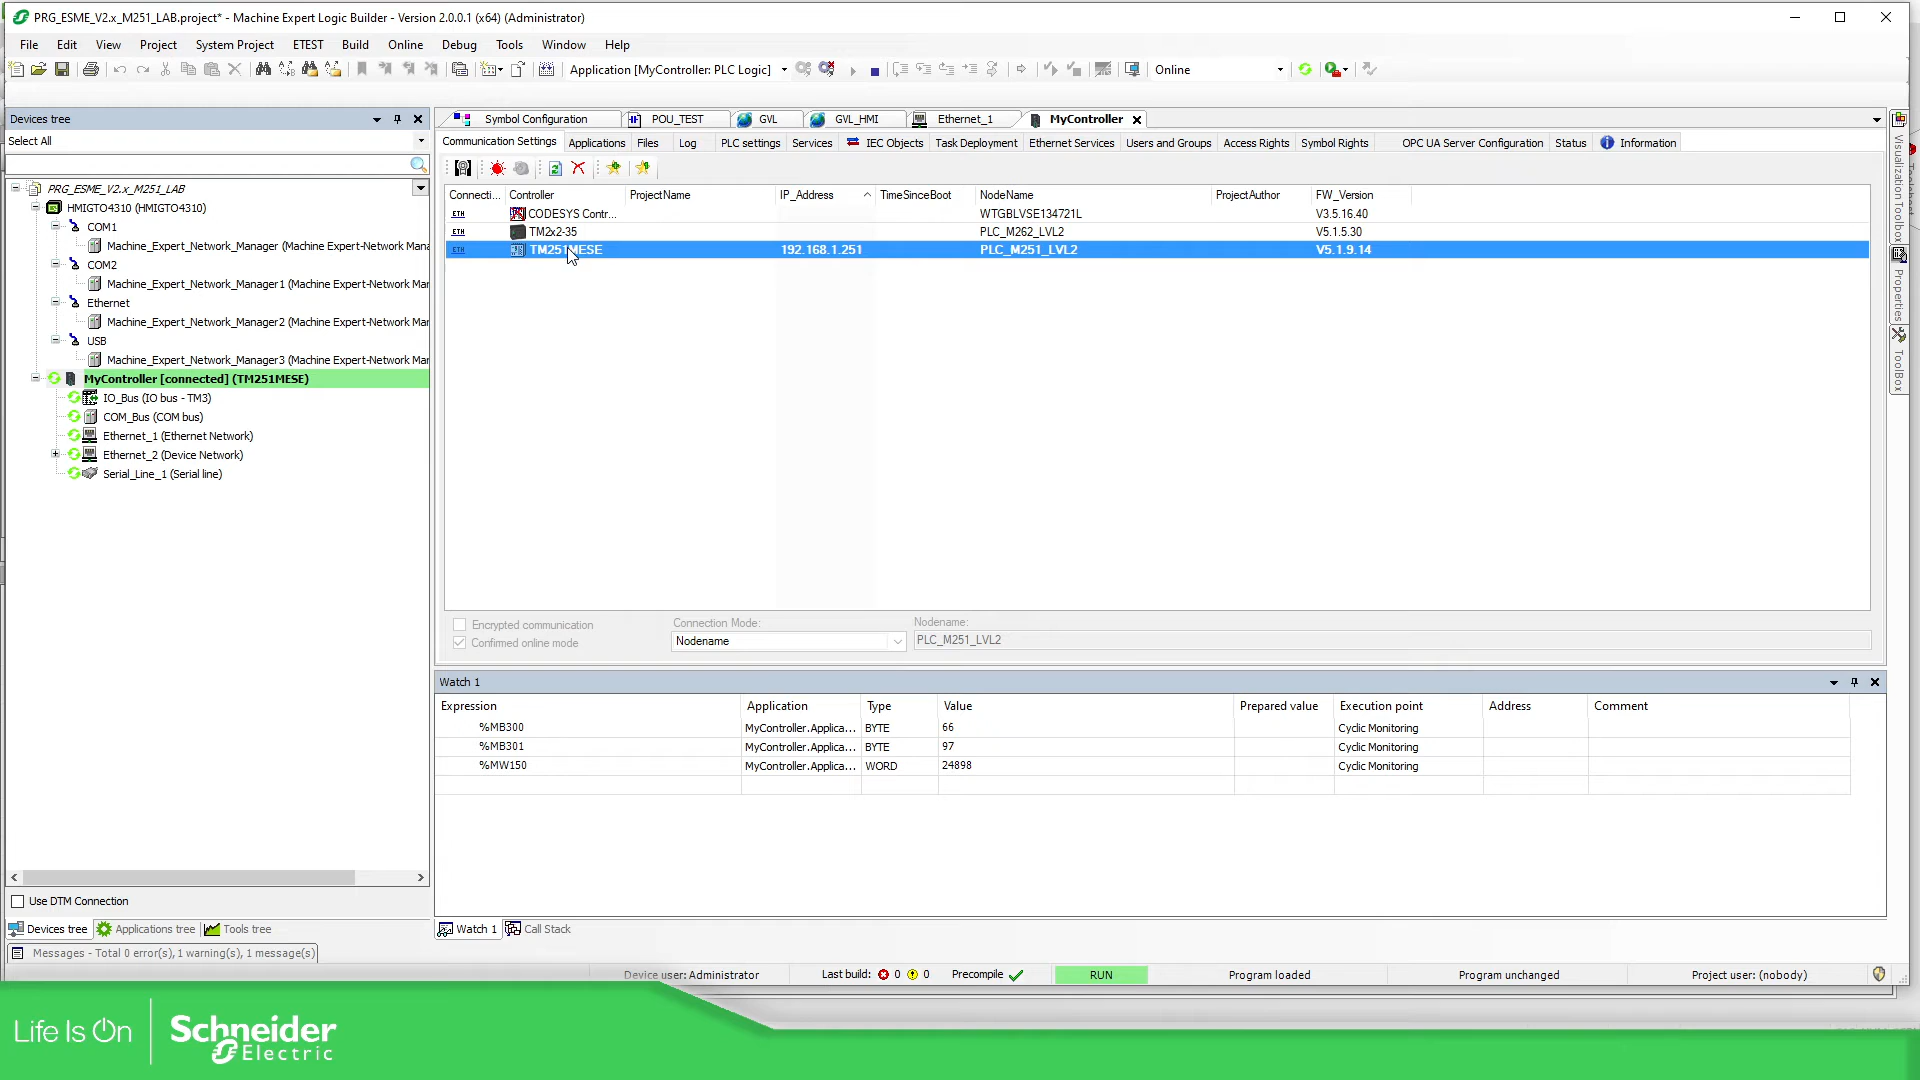 PRG_ESME_V2.x_M251_LAB.project* - Machine Expert Logic Builder - Version 2.0.0.1 (x64) (Administrator)
File Edit View Project System Project ETEST Build Online Debug Tools Window Help
Application [MyController: PLC Logic] Online
Devices tree
Select All
PRG_ESME_V2.x_M251_LAB
HMIGTO4310 (HMIGTO4310)
COM1
Machine_Expert_Network_Manager (Machine Expert-Network Mana
COM2
Machine_Expert_Network_Manager1 (Machine Expert-Network Mar
Ethernet
Machine_Expert_Network_Manager2 (Machine Expert-Network Mar
USB
Machine_Expert_Network_Manager3 (Machine Expert-Network Mar
MyController [connected] (TM251MESE)
IO_Bus (IO bus - TM3)
COM_Bus (COM bus)
Ethernet_1 (Ethernet Network)
Ethernet_2 (Device Network)
Serial_Line_1 (Serial line)
Use DTM Connection
Devices tree Applications tree Tools tree
Messages - Total 0 error(s), 1 warning(s), 1 message(s)
Symbol Configuration POU_TEST GVL GVL_HMI Ethernet_1 MyController
Communication Settings Applications Files Log PLC settings Services IEC Objects Task Deployment Ethernet Services Users and Groups Access Rights Symbol Rights OPC UA Server Configuration Status Information
Connecti... Controller ProjectName IP_Address TimeSinceBoot NodeName ProjectAuthor FW_Version
ETH CODESYS Contr... WTGBLVSE134721L V3.5.16.40
ETH TM2x2-35 PLC_M262_LVL2 V5.1.5.30
ETH TM251MESE 192.168.1.251 PLC_M251_LVL2 V5.1.9.14
Encrypted communication
Confirmed online mode
Connection Mode:
Nodename
Nodename:
PLC_M251_LVL2
Watch 1
Expression Application Type Value Prepared value Execution point Address Comment
%MB300 MyController.Applica... BYTE 66 Cyclic Monitoring
%MB301 MyController.Applica... BYTE 97 Cyclic Monitoring
%MW150 MyController.Applica... WORD 24898 Cyclic Monitoring
Watch 1 Call Stack
Visualization Toolbox
Properties
ToolBox
Device user: Administrator Last build: 0 0 Precompile RUN Program loaded Program unchanged Project user: (nobody)
Life Is On
Schneider
Electric